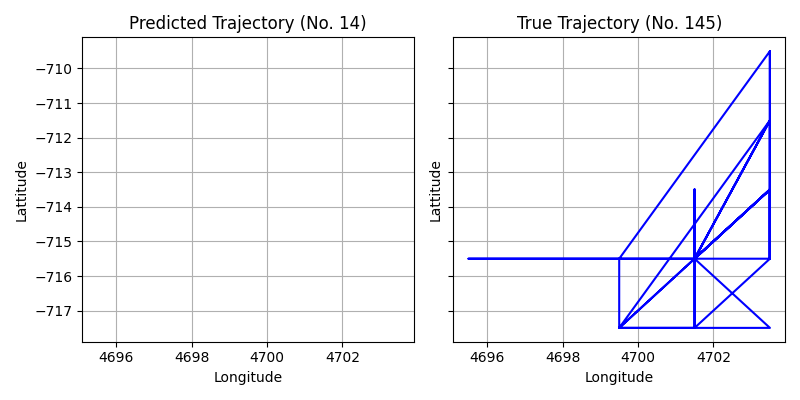 Predicted Trajectory (No. 14)
True Trajectory (No. 145)
−710
−711
−712
−713
−714
−715
−716
−717
Lattitude
Lattitude
4696
4698
4700
4702
4696
4698
4700
4702
Longitude
Longitude